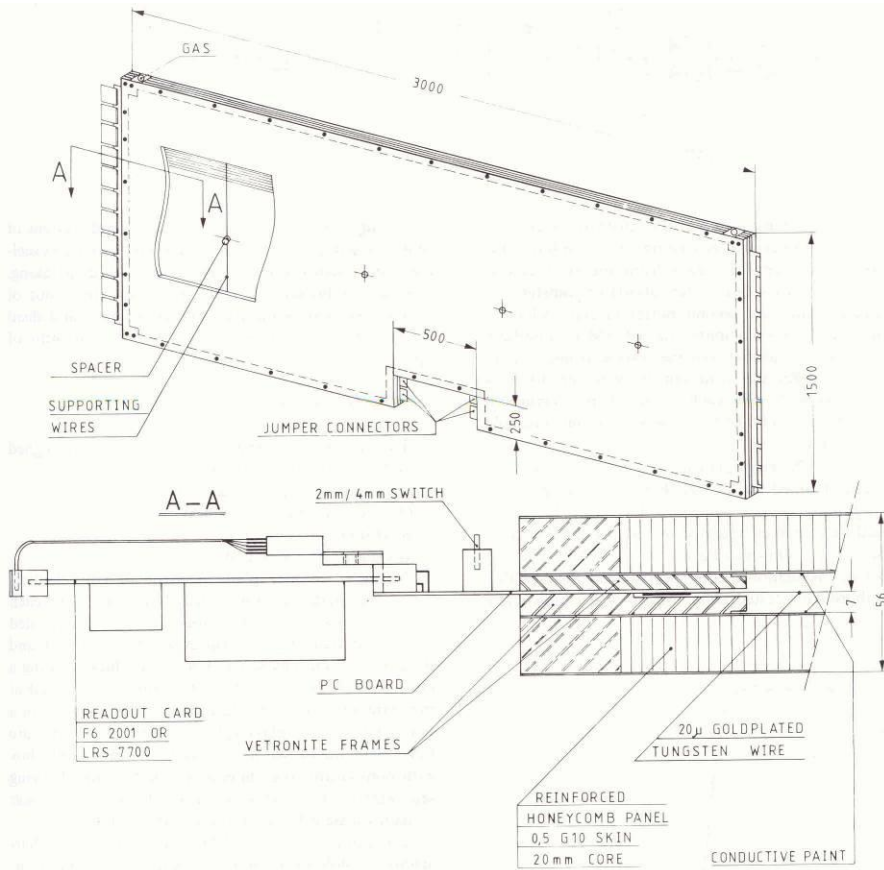 GAS
3000
A
A
500
1500
SPACER
SUPPORTING
WIRES
JUMPER CONNECTORS
250
A-A
2mm/4mm SWITCH
56
7
PC BOARD
READOUT CARD
F6 2001 OR
LRS 7700
VETRONITE FRAMES
20µ GOLDPLATED
TUNGSTEN WIRE
REINFORCED
HONEYCOMB PANEL
0,5 G10 SKIN
20mm CORE
CONDUCTIVE PAINT